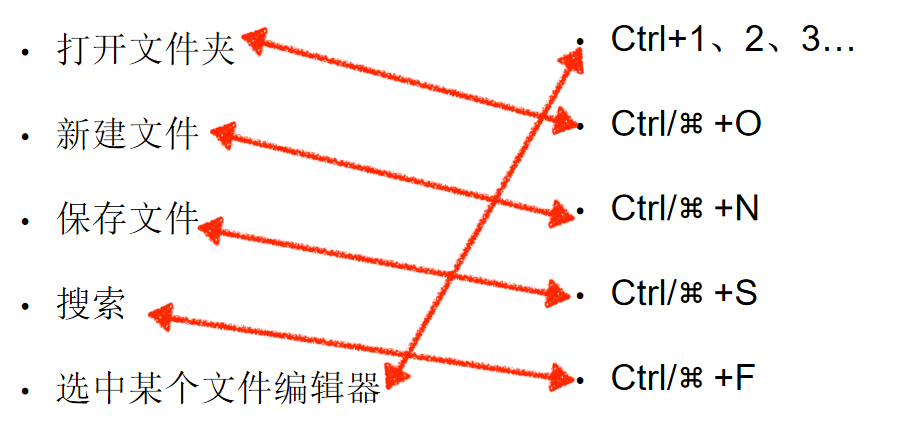 打开文件夹
新建文件
保存文件
搜索
选中某个文件编辑器
Ctrl+1、2、3…
Ctrl/⌘ +O
Ctrl/⌘ +N
Ctrl/⌘ +S
Ctrl/⌘ +F